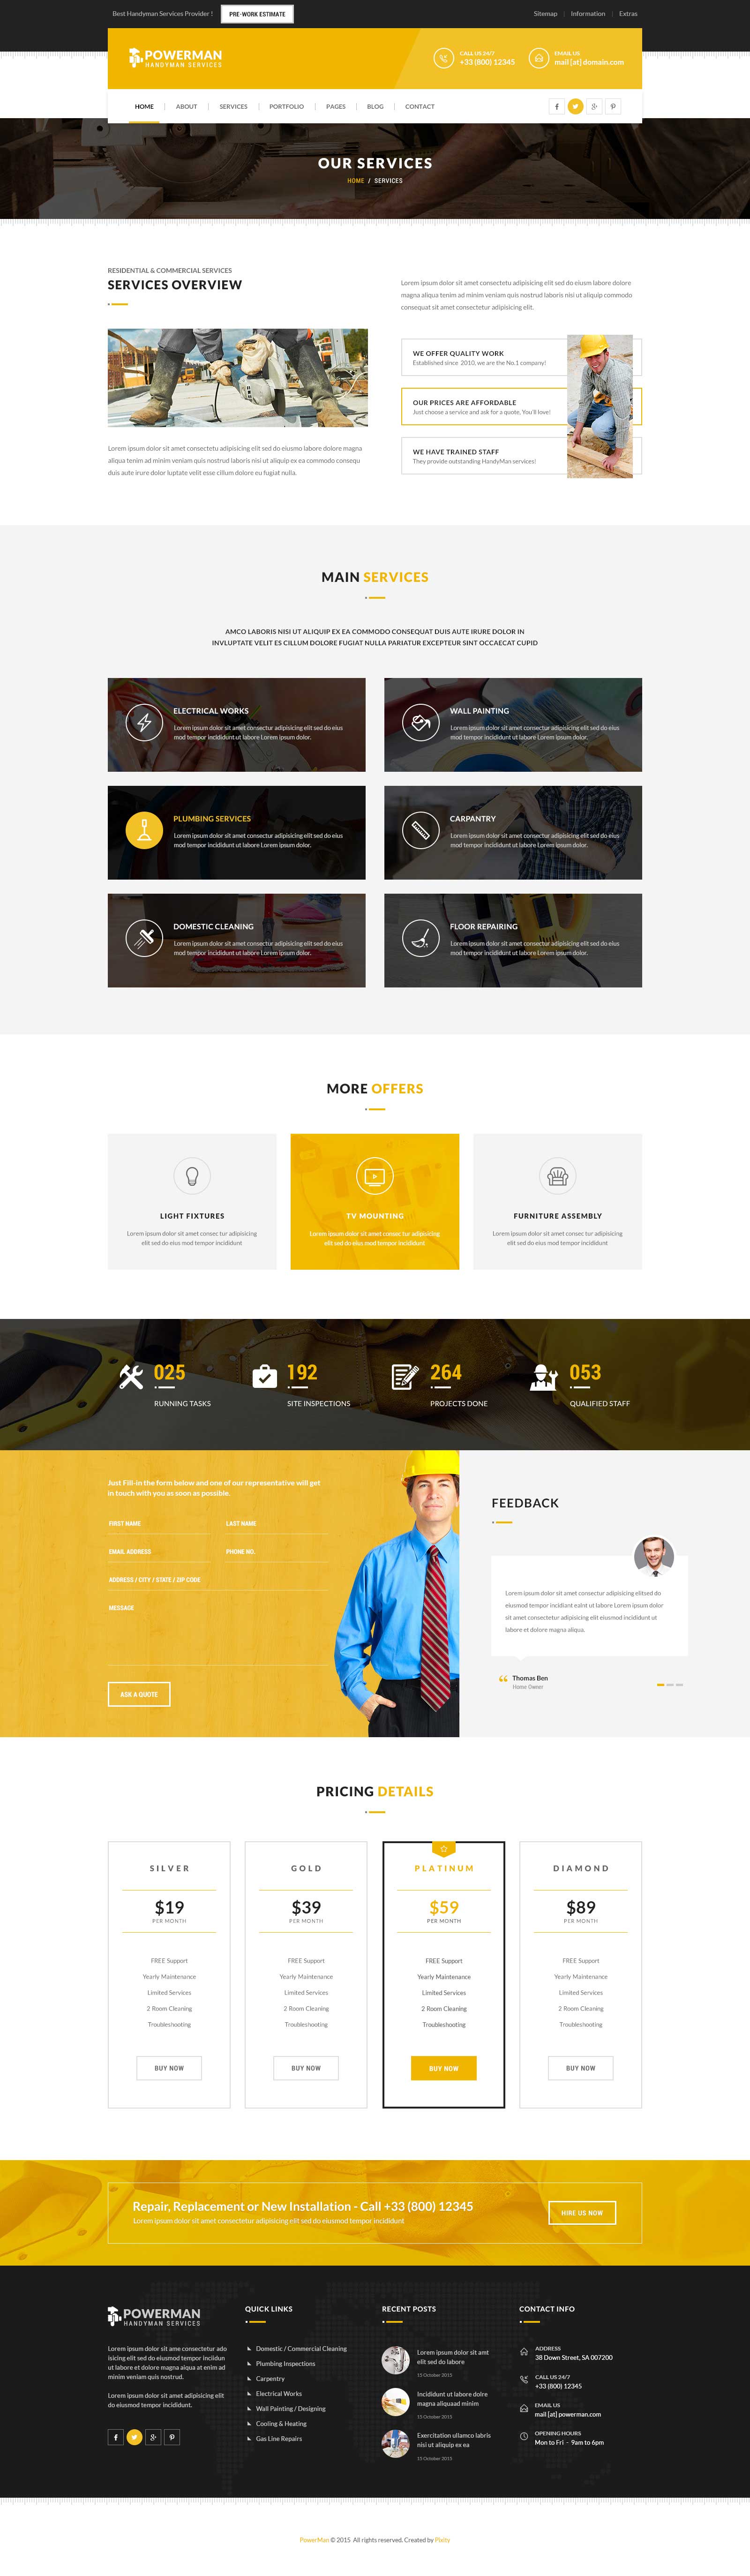 Best Handyman Services Provider !
PRE-WORK ESTIMATE
Sitemap | Information | Extras
POWERMAN
HANDYMAN SERVICES
CALL US 24/7
+33 (800) 12345
EMAIL US
mail [at] domain.com
HOME | ABOUT | SERVICES | PORTFOLIO | PAGES | BLOG | CONTACT
OUR SERVICES
HOME / SERVICES
RESIDENTIAL & COMMERCIAL SERVICES
SERVICES OVERVIEW
Lorem ipsum dolor sit amet consectetu adipisicing elit sed do eiusm labore dolore
magna aliqua tenim ad minim veniam quis nostrud laboris nisi ut aliquip commodo
consequat sit amet consectetur adipisicing elit.
WE OFFER QUALITY WORK
Established since 2010, we are the No.1 company!
OUR PRICES ARE AFFORDABLE
Just choose a service and ask for a quote, You'll love!
WE HAVE TRAINED STAFF
They provide outstanding HandyMan services!
Lorem ipsum dolor sit amet consectetu adipisicing elit sed do eiusmo labore dolore magna
aliqua tenim ad minim veniam quis nostrud laboris nisi ut aliquip ex ea commodo consequ
duis aute irure dolor luptate velit esse cillum dolore eu fugiat nulla.
MAIN SERVICES
AMCO LABORIS NISI UT ALIQUIP EX EA COMMODO CONSEQUAT DUIS AUTE IRURE DOLOR IN
INVLUPTATE VELIT ES CILLUM DOLORE FUGIAT NULLA PARIATUR EXCEPTEUR SINT OCCAECAT CUPID
ELECTRICAL WORKS
Lorem ipsum dolor sit amet consectur adipisicing elit sed do eius
mod tempor incididunt ut labore Lorem ipsum dolor.
WALL PAINTING
Lorem ipsum dolor sit amet consectur adipisicing elit sed do eius
mod tempor incididunt ut labore Lorem ipsum dolor.
PLUMBING SERVICES
Lorem ipsum dolor sit amet consectur adipisicing elit sed do eius
mod tempor incididunt ut labore Lorem ipsum dolor.
CARPANTRY
Lorem ipsum dolor sit amet consectur adipisicing elit sed do eius
mod tempor incididunt ut labore Lorem ipsum dolor.
DOMESTIC CLEANING
Lorem ipsum dolor sit amet consectur adipisicing elit sed do eius
mod tempor incididunt ut labore Lorem ipsum dolor.
FLOOR REPAIRING
Lorem ipsum dolor sit amet consectur adipisicing elit sed do eius
mod tempor incididunt ut labore Lorem ipsum dolor.
MORE OFFERS
LIGHT FIXTURES
Lorem ipsum dolor sit amet consec tur adipisicing
elit sed do eius mod tempor incididunt
TV MOUNTING
Lorem ipsum dolor sit amet consec tur adipisicing
elit sed do eius mod tempor incididunt
FURNITURE ASSEMBLY
Lorem ipsum dolor sit amet consec tur adipisicing
elit sed do eius mod tempor incididunt
025
RUNNING TASKS
192
SITE INSPECTIONS
264
PROJECTS DONE
053
QUALIFIED STAFF
Just Fill-in the form below and one of our representative will get
in touch with you as soon as possible.
FIRST NAME
LAST NAME
EMAIL ADDRESS
PHONE NO.
ADDRESS / CITY / STATE / ZIP CODE
MESSAGE
ASK A QUOTE
FEEDBACK
Lorem ipsum dolor sit amet consectur adipisicing elitsed do
eiusmod tempor incidiant ealnt ut labore Lorem ipsum dolor
sit amet consectetur adipisicing elit eiusmod incididunt ut
labore et dolore magna aliqua.
Thomas Ben
Home Owner
PRICING DETAILS
SILVER
$19
PER MONTH
FREE Support
Yearly Maintenance
Limited Services
2 Room Cleaning
Troubleshooting
BUY NOW
GOLD
$39
PER MONTH
FREE Support
Yearly Maintenance
Limited Services
2 Room Cleaning
Troubleshooting
BUY NOW
PLATINUM
$59
PER MONTH
FREE Support
Yearly Maintenance
Limited Services
2 Room Cleaning
Troubleshooting
BUY NOW
DIAMOND
$89
PER MONTH
FREE Support
Yearly Maintenance
Limited Services
2 Room Cleaning
Troubleshooting
BUY NOW
Repair, Replacement or New Installation - Call +33 (800) 12345
Lorem ipsum dolor sit amet consectetur adipisicing elit sed do eiusmod tempor incididunt
HIRE US NOW
POWERMAN
HANDYMAN SERVICES
Lorem ipsum dolor sit ame consectetur ado
isicing elit sed do eiusmod tempor inciidun
ut labore et dolore magna aiqua at enim ad
minim veniam quis nostrud.
Lorem ipsum dolor sit amet adipisicing elit
do eiusmod tempor incididunt.
QUICK LINKS
Domestic / Commercial Cleaning
Plumbing Inspections
Carpentry
Electrical Works
Wall Painting / Designing
Cooling & Heating
Gas Line Repairs
RECENT POSTS
Lorem ipsum dolor sit amt
elit sed do labore
15 October 2015
Incididunt ut labore dolre
magna aliquaad minim
15 October 2015
Exercitation ullamco labris
nisi ut aliquip ex ea
15 October 2015
CONTACT INFO
ADDRESS
38 Down Street, SA 007200
CALL US 24/7
+33 (800) 12345
EMAIL US
mail [at] powerman.com
OPENING HOURS
Mon to Fri - 9am to 6pm
PowerMan © 2015 All rights reserved. Created by Pixity